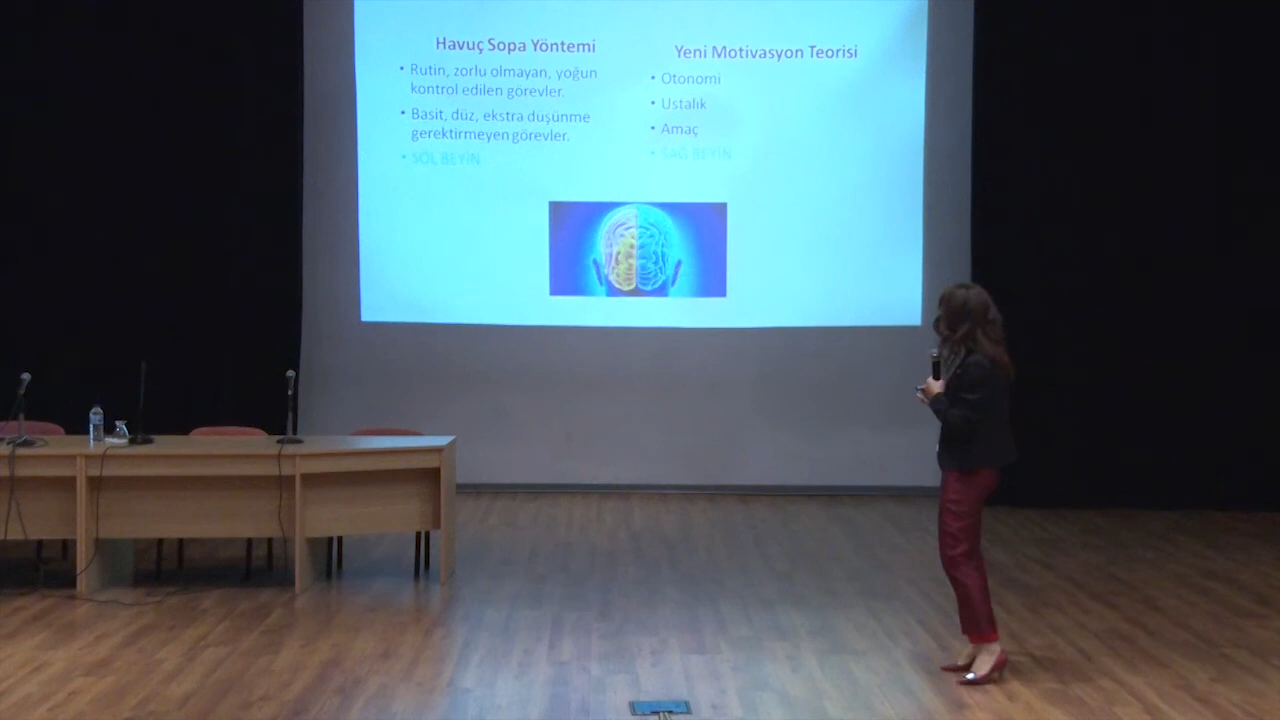 Havuç Sopa Yöntemi
• Rutin, zorlu olmayan, yoğun
kontrol edilen görevler.
• Basit, düz, ekstra düşünme
gerektirmeyen görevler.
• SOL BEYİN
Yeni Motivasyon Teorisi
• Otonomi
• Ustalık
• Amaç
• SAĞ BEYİN